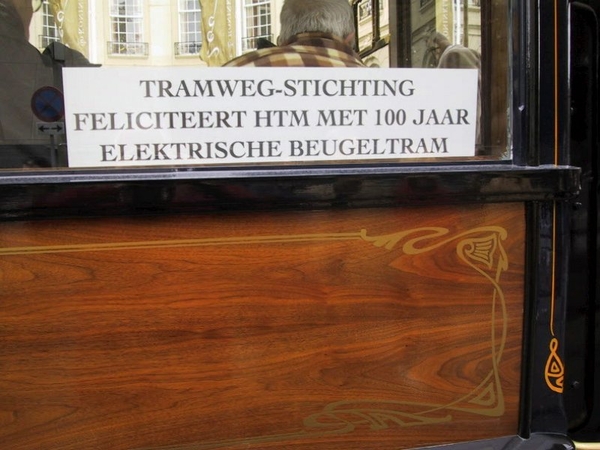 TRAMWEG-STICHTING
FELICITEERT HTM MET 100 JAAR
ELEKTRISCHE BEUGELTRAM